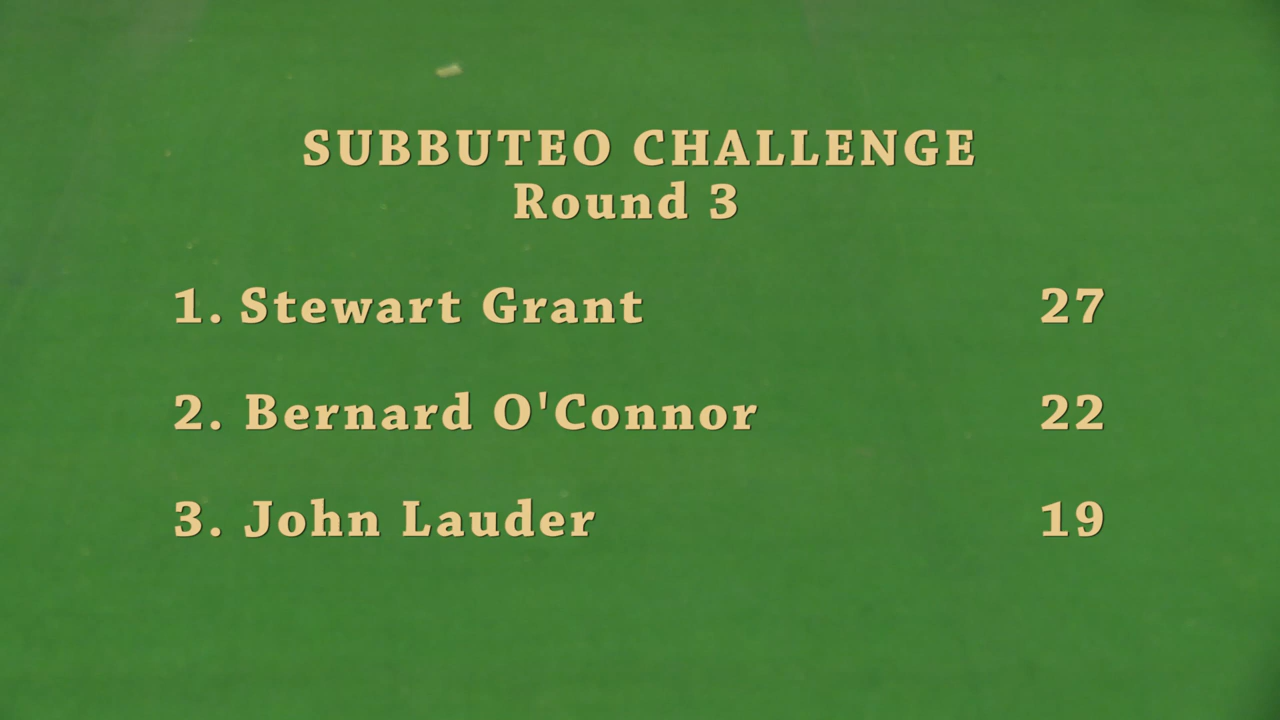 SUBBUTEO CHALLENGE
Round 3
1. Stewart Grant 27
2. Bernard O'Connor 22
3. John Lauder 19